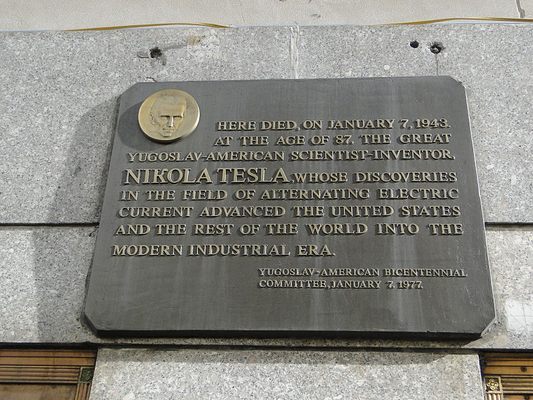 HERE DIED, ON JANUARY 7, 1943.
AT THE AGE OF 87, THE GREAT
YUGOSLAV-AMERICAN SCIENTIST-INVENTOR,
NIKOLA TESLA, WHOSE DISCOVERIES
IN THE FIELD OF ALTERNATING ELECTRIC
CURRENT ADVANCED THE UNITED STATES
AND THE REST OF THE WORLD INTO THE
MODERN INDUSTRIAL ERA.
YUGOSLAV-AMERICAN BICENTENNIAL
COMMITTEE, JANUARY 7, 1977.